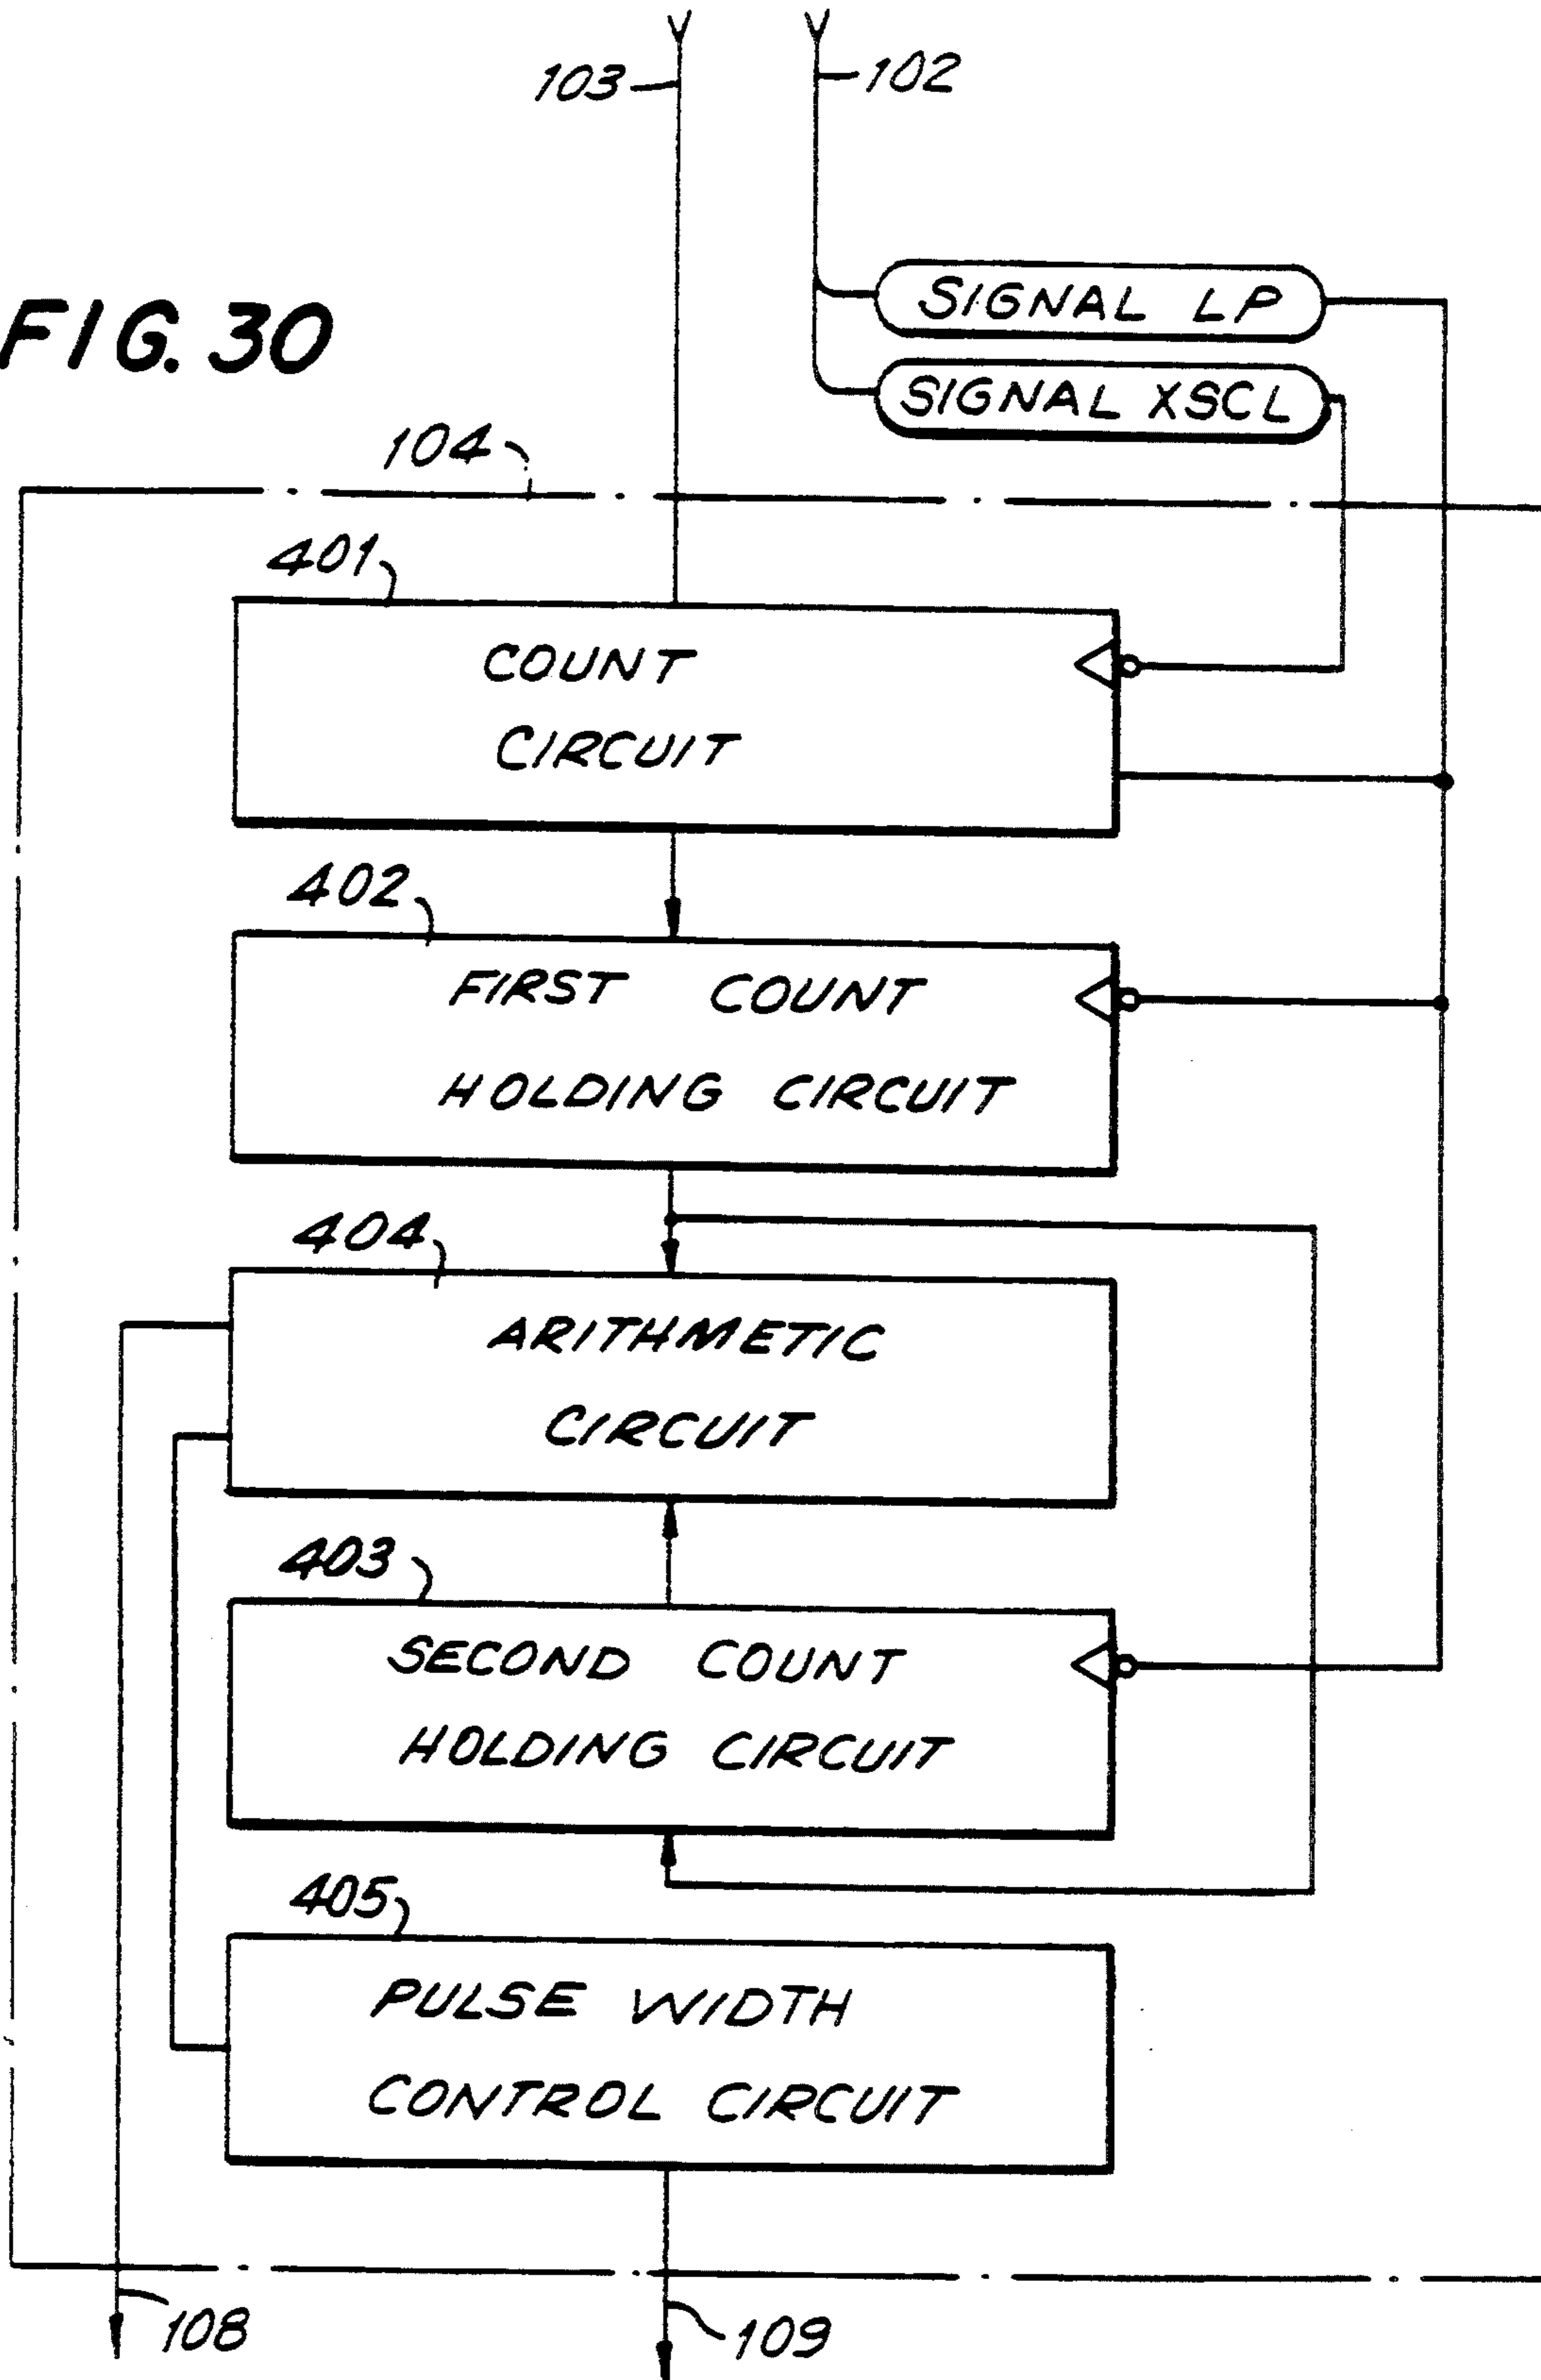 103
102
SIGNAL LP
FIG. 30
SIGNAL XSCL
104
401
COUNT
CIRCUIT
402
FIRST COUNT
HOLDING CIRCUIT
404
ARITHMETIC
CIRCUIT
403
SECOND COUNT
HOLDING CIRCUIT
405
PULSE WIDTH
CONTROL CIRCUIT
108
109